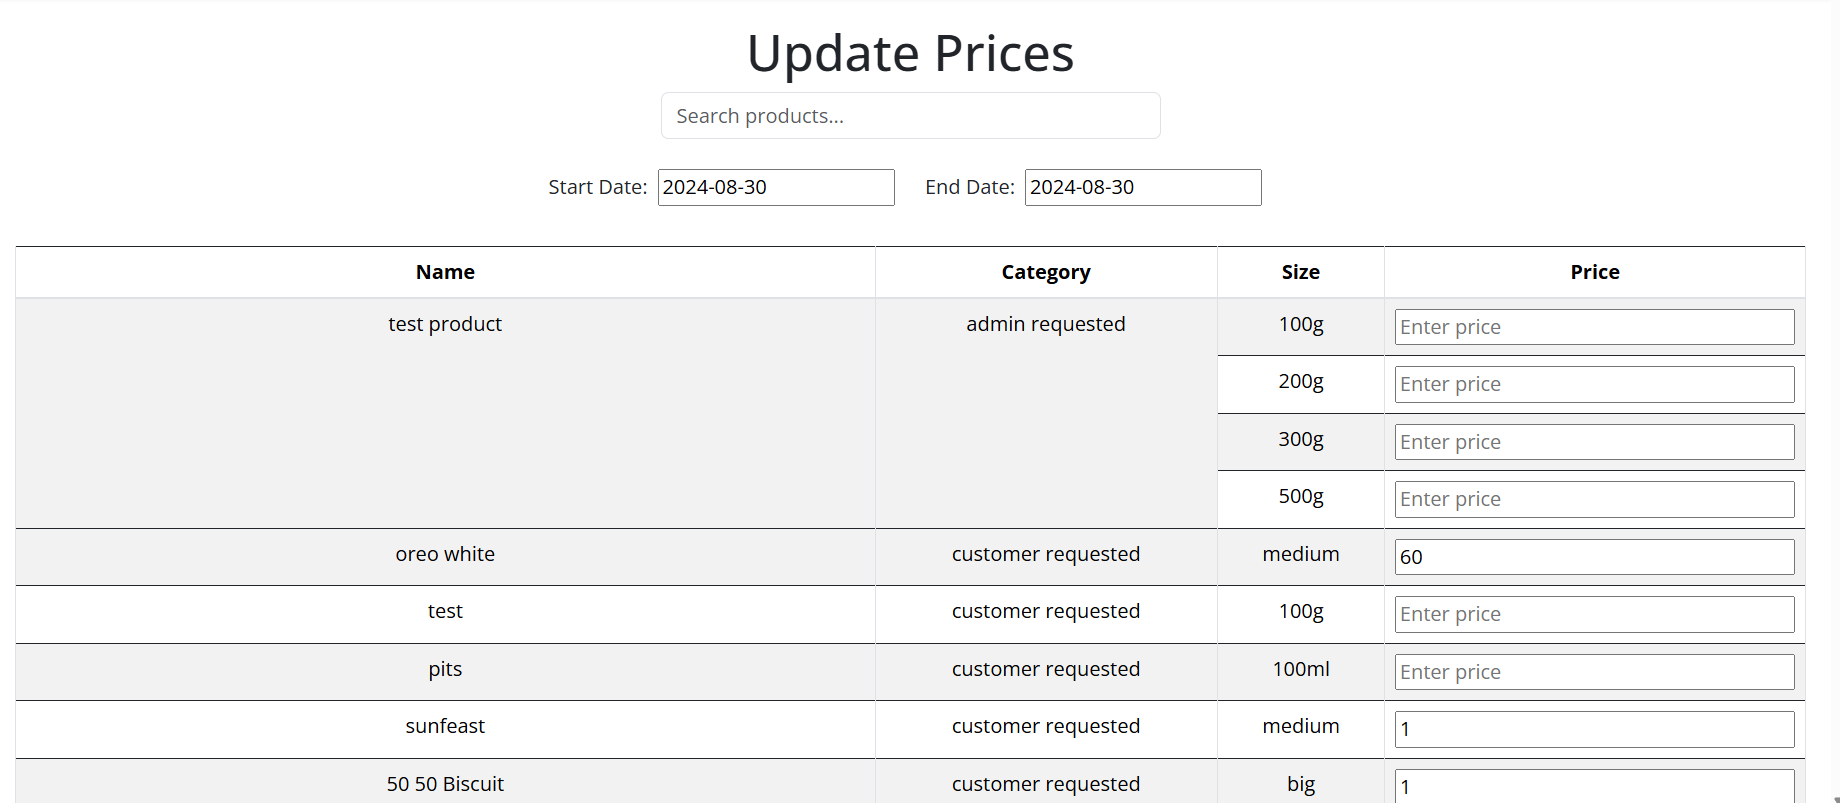 Update Prices
Search products...
Start Date: 2024-08-30 End Date: 2024-08-30
Name Category Size Price
test product admin requested 100g Enter price
200g Enter price
300g Enter price
500g Enter price
oreo white customer requested medium 60
test customer requested 100g Enter price
pits customer requested 100ml Enter price
sunfeast customer requested medium 1
50 50 Biscuit customer requested big 1